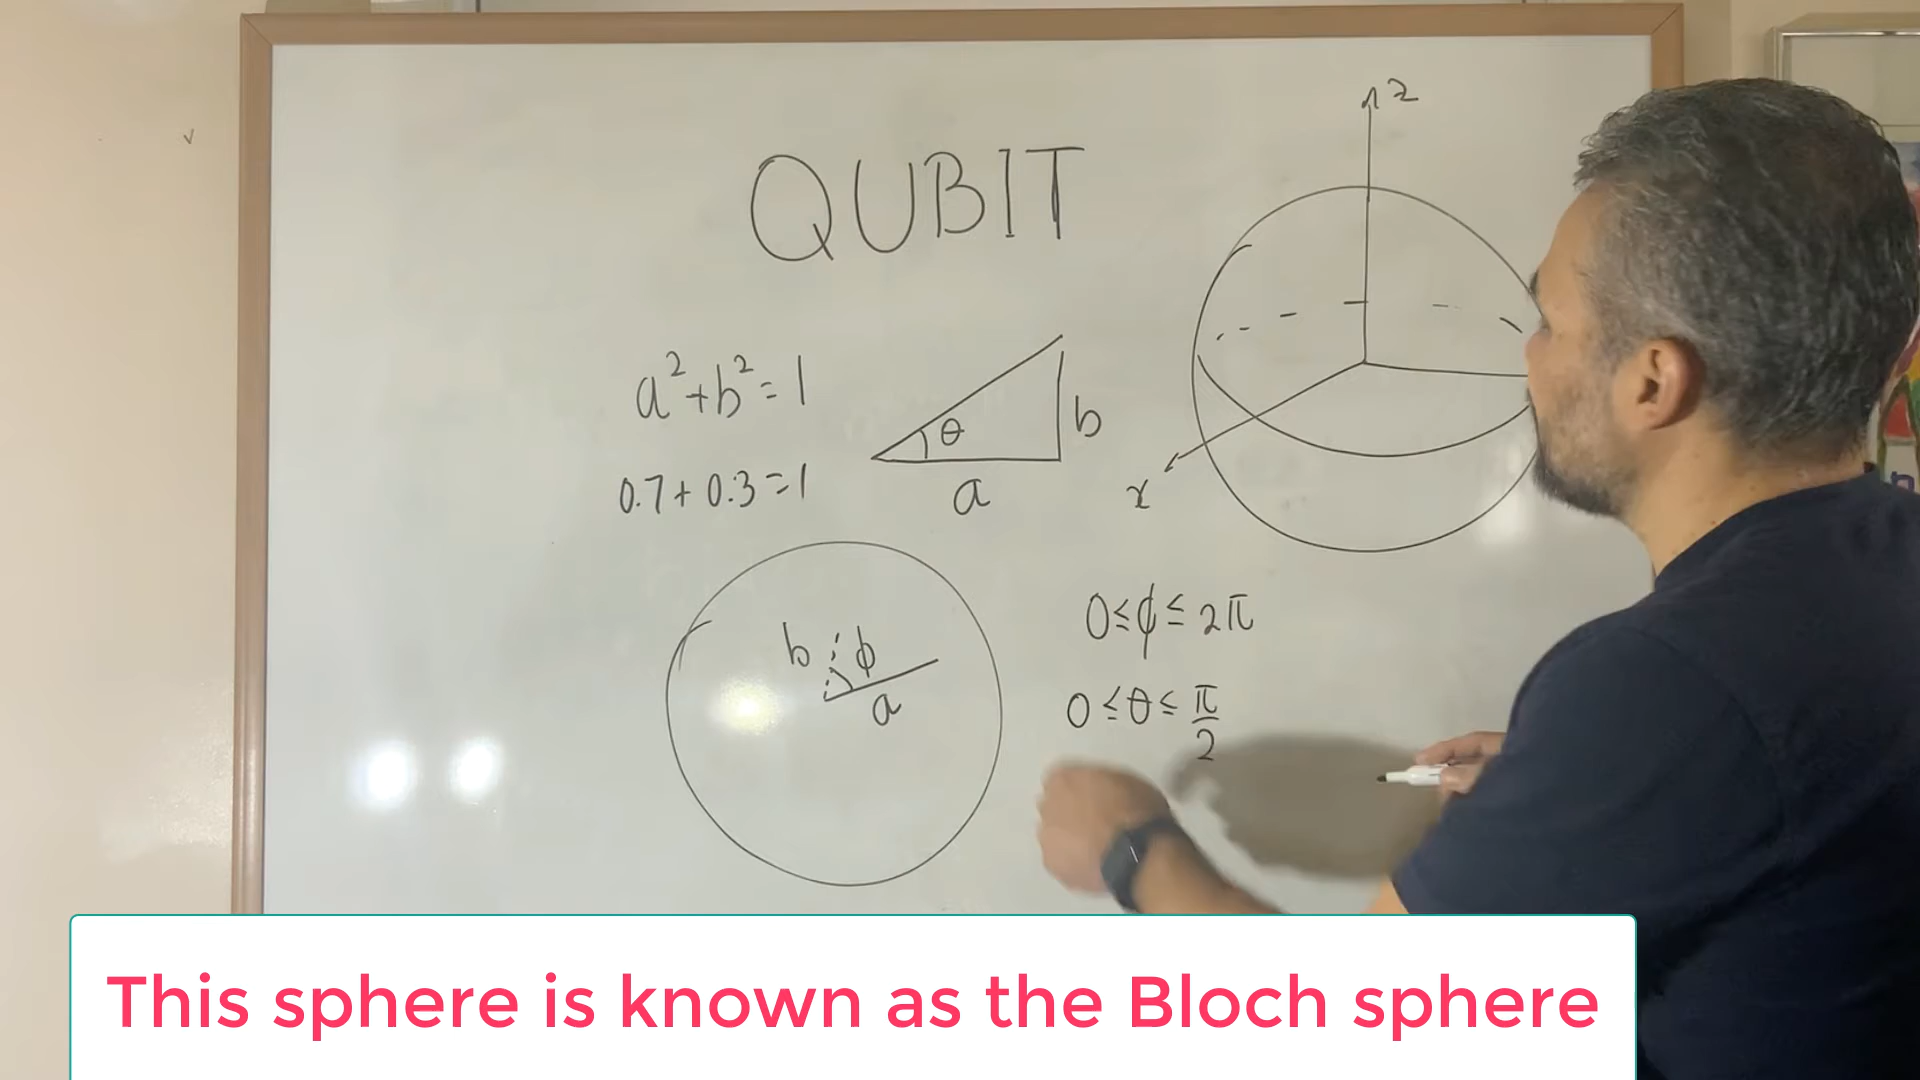 QUBIT
a²+b²=1
0.7+0.3=1
θ
b
a
z
x
b
ϕ
a
0≤ϕ≤2π
0≤θ≤π/2
This sphere is known as the Bloch sphere